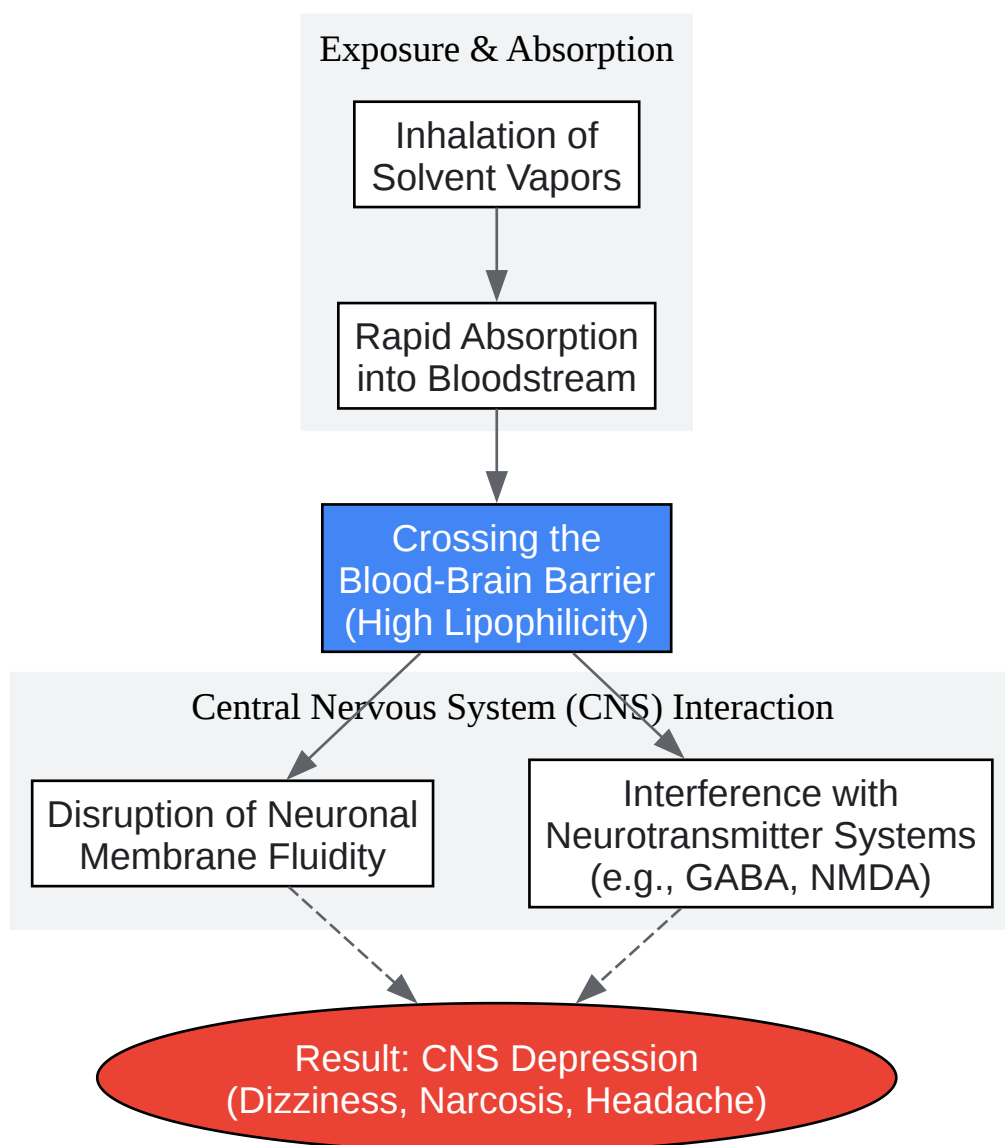 Exposure & Absorption
Inhalation of
Solvent Vapors
Rapid Absorption
into Bloodstream
Crossing the
Blood-Brain Barrier
(High Lipophilicity)
Central Nervous System (CNS) Interaction
Disruption of Neuronal
Membrane Fluidity
Interference with
Neurotransmitter Systems
(e.g., GABA, NMDA)
Result: CNS Depression
(Dizziness, Narcosis, Headache)